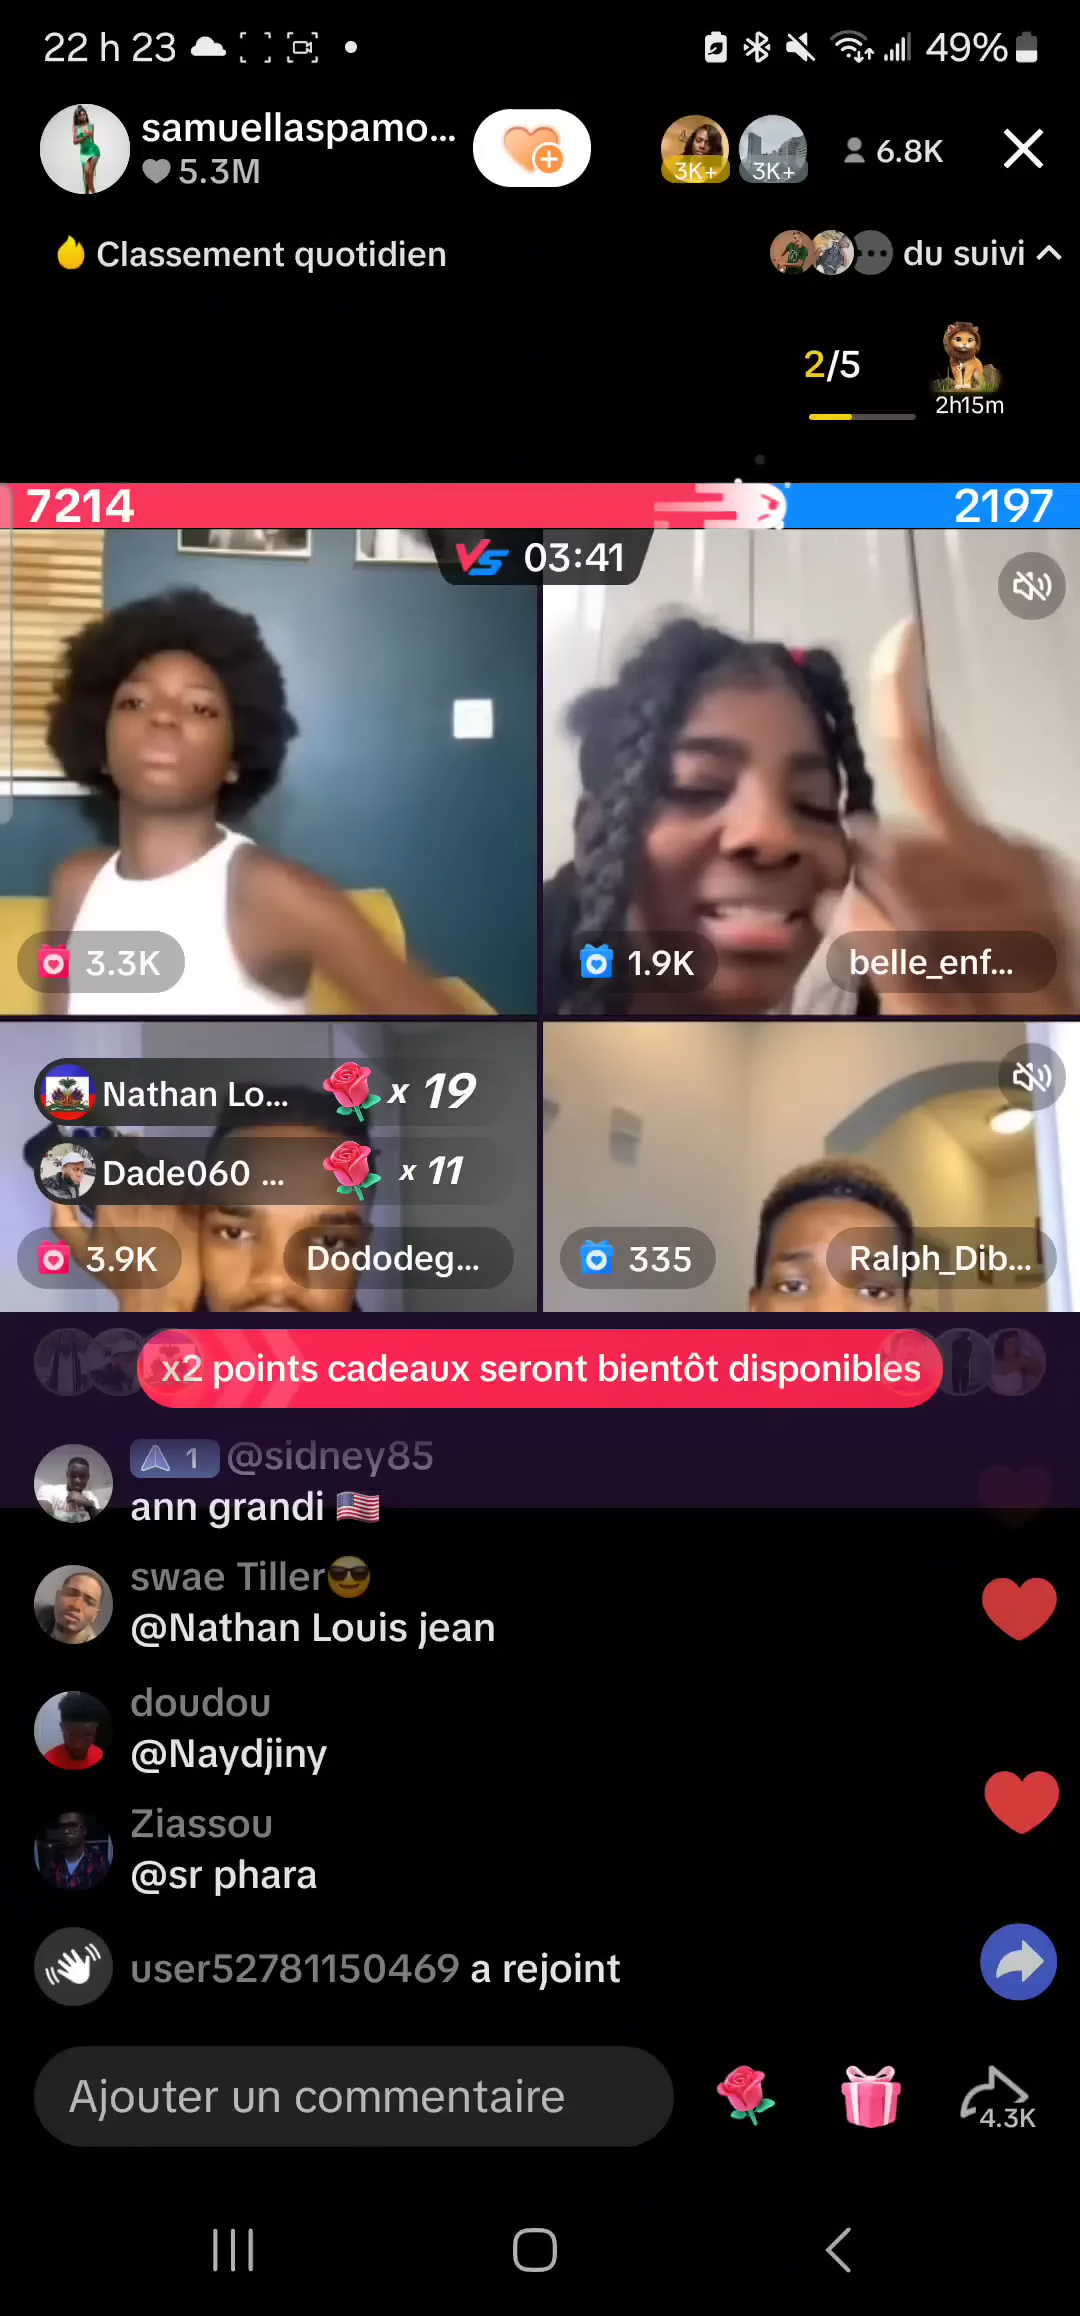 22 h 23
49%
samuellaspamo...
5.3M
3K+
3K+
6.8K
Classement quotidien
du suivi
2/5
2h15m
7214
2197
VS 03:41
3.3K
1.9K
belle_enf...
Nathan Lo...
x 19
Dade060 ...
x 11
3.9K
Dododeg...
335
Ralph_Dib...
x2 points cadeaux seront bientôt disponibles
1 @sidney85
ann grandi 🇺🇸
swae Tiller😎
@Nathan Louis jean
doudou
@Naydjiny
Ziassou
@sr phara
user52781150469 a rejoint
Ajouter un commentaire
4.3K